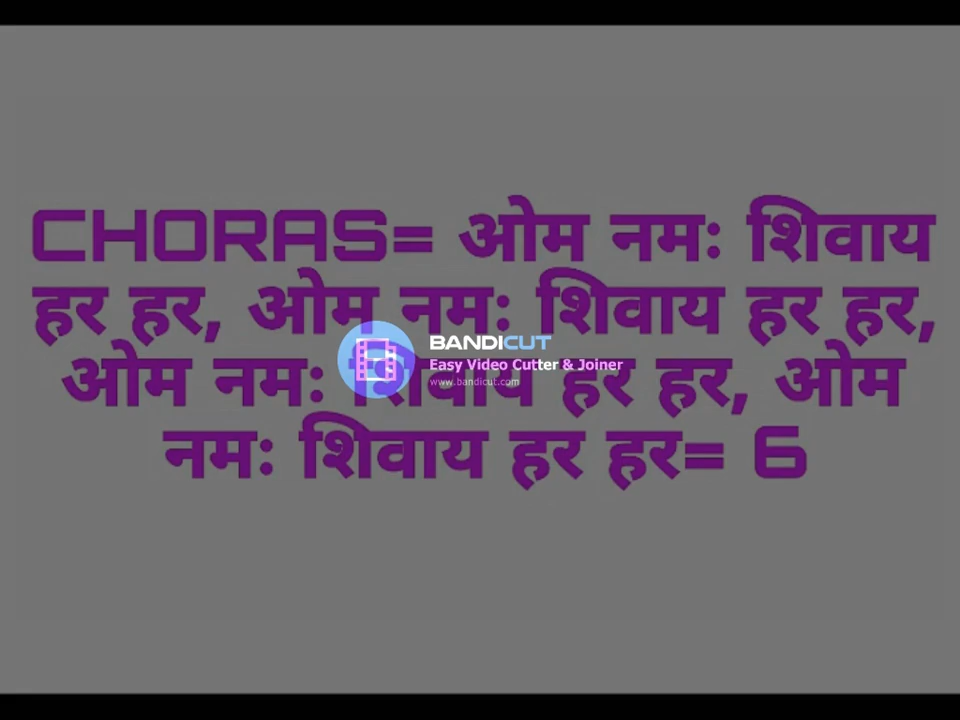 CHORAS= ओम नमः शिवाय
हर हर, ओम नमः शिवाय हर हर,
ओम नमः शिवाय हर हर, ओम
नमः शिवाय हर हर= 6
BANDICUT
Easy Video Cutter & Joiner
www.bandicut.com